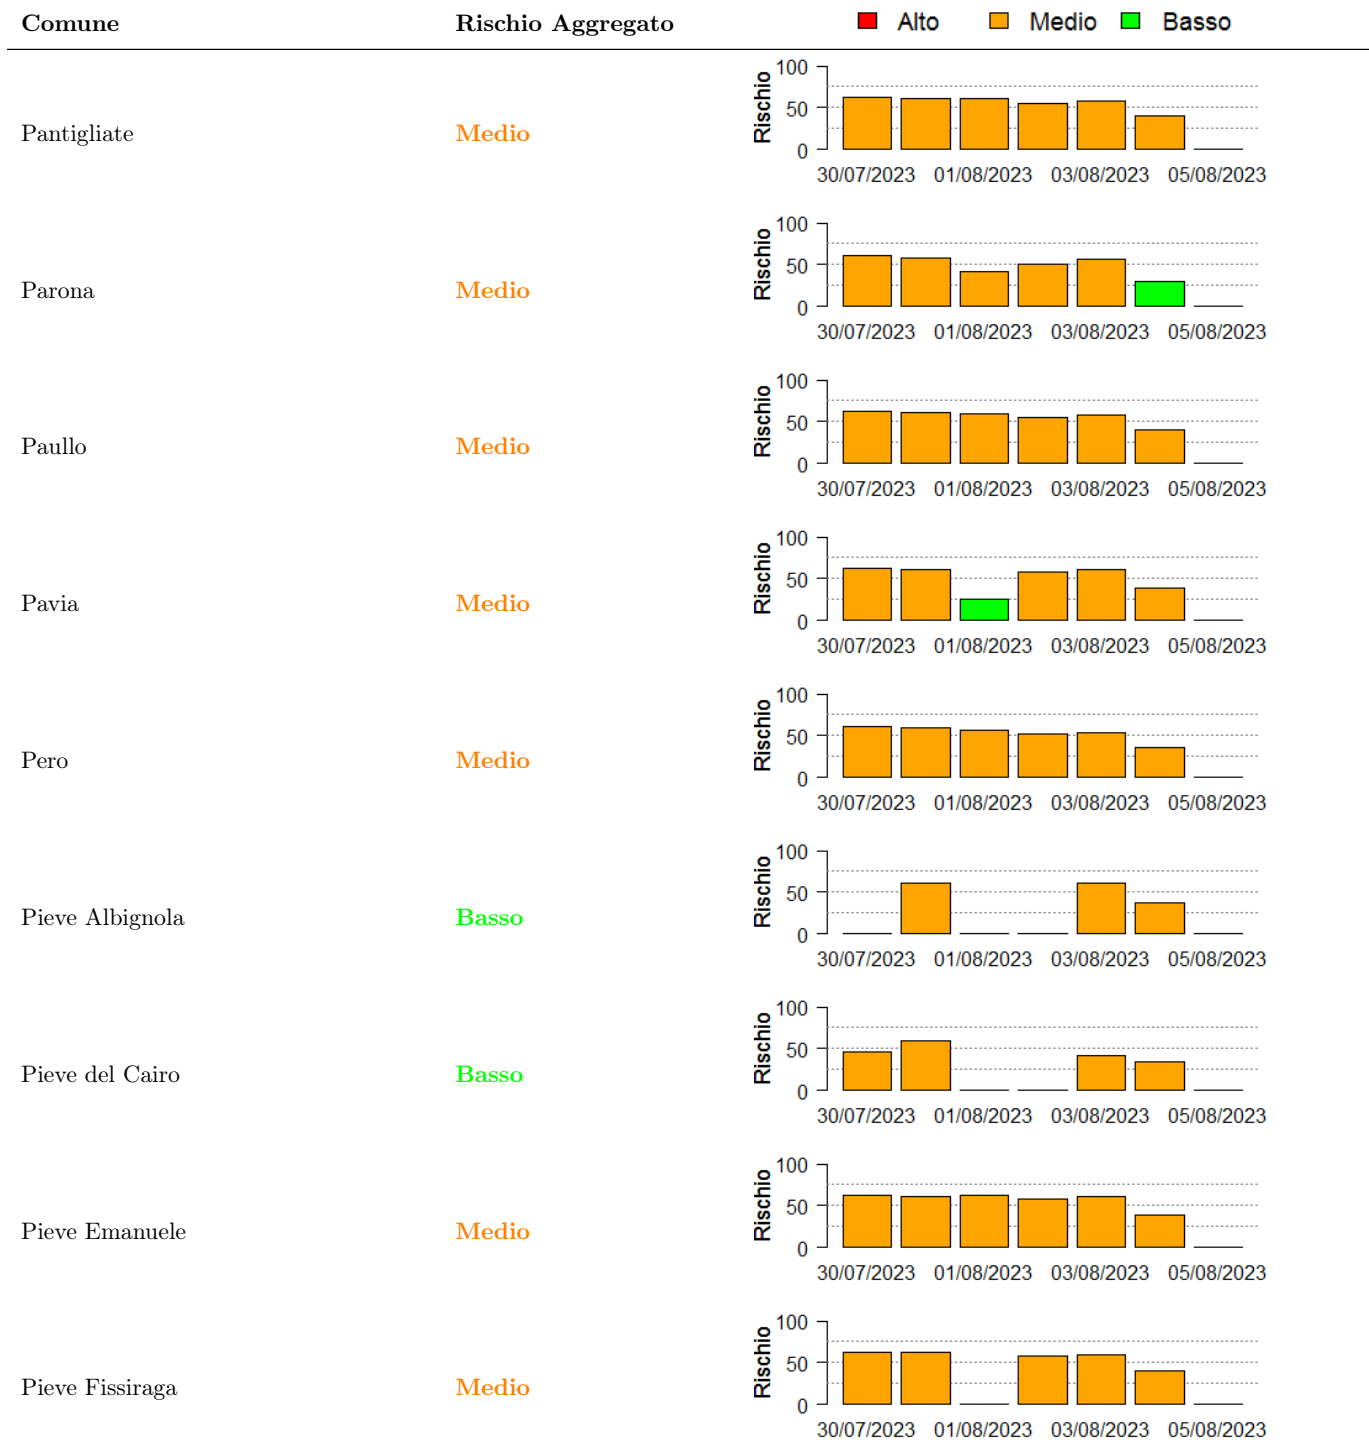 Comune Rischio Aggregato Alto Medio Basso
Pantigliate Medio
Rischio
100
50
0
30/07/2023 01/08/2023 03/08/2023 05/08/2023
Parona Medio
Rischio
100
50
0
30/07/2023 01/08/2023 03/08/2023 05/08/2023
Paullo Medio
Rischio
100
50
0
30/07/2023 01/08/2023 03/08/2023 05/08/2023
Pavia Medio
Rischio
100
50
0
30/07/2023 01/08/2023 03/08/2023 05/08/2023
Pero Medio
Rischio
100
50
0
30/07/2023 01/08/2023 03/08/2023 05/08/2023
Pieve Albignola Basso
Rischio
100
50
0
30/07/2023 01/08/2023 03/08/2023 05/08/2023
Pieve del Cairo Basso
Rischio
100
50
0
30/07/2023 01/08/2023 03/08/2023 05/08/2023
Pieve Emanuele Medio
Rischio
100
50
0
30/07/2023 01/08/2023 03/08/2023 05/08/2023
Pieve Fissiraga Medio
Rischio
100
50
0
30/07/2023 01/08/2023 03/08/2023 05/08/2023